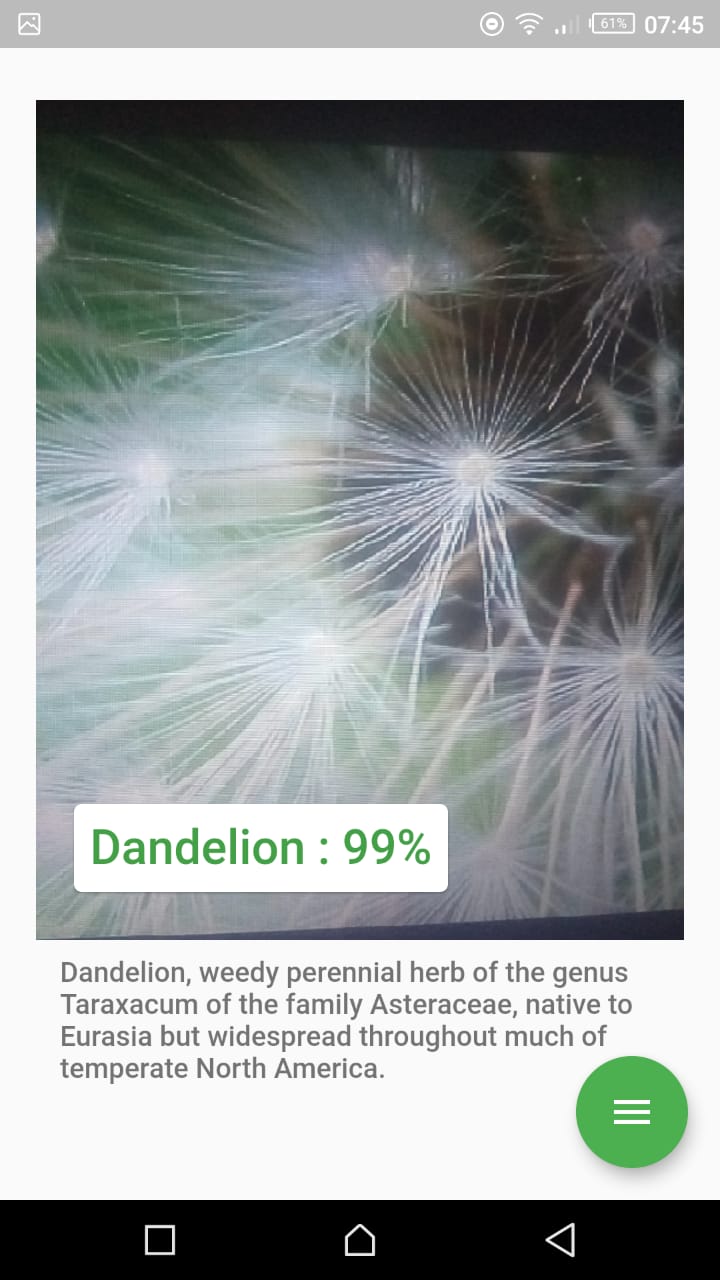 61%
07:45
Dandelion : 99%
Dandelion, weedy perennial herb of the genus
Taraxacum of the family Asteraceae, native to
Eurasia but widespread throughout much of
temperate North America.